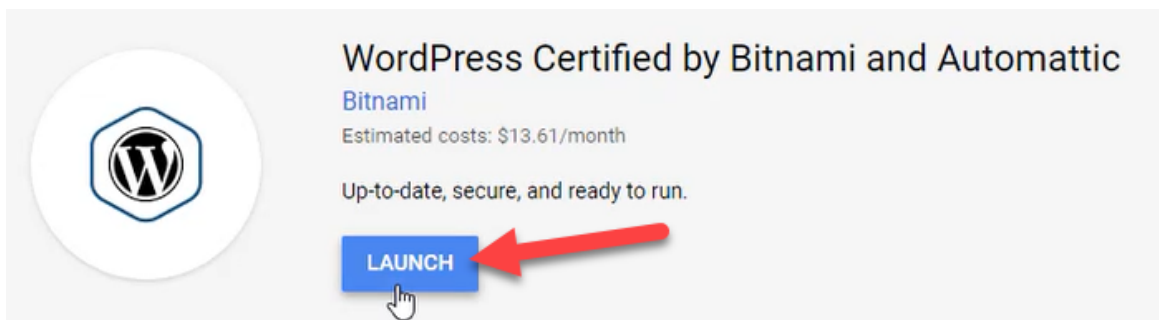 WordPress Certified by Bitnami and Automattic
Bitnami
Estimated costs: $13.61/month
Up-to-date, secure, and ready to run.
LAUNCH